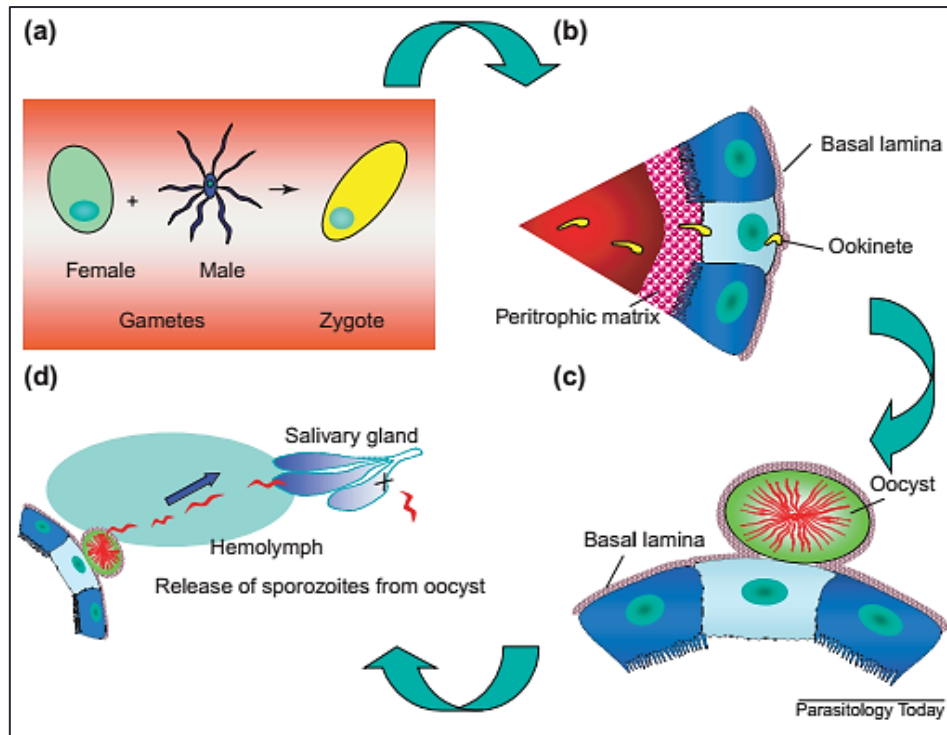 (a)
+
Female
Male
Gametes
Zygote
(b)
Basal lamina
Ookinete
Peritrophic matrix
(c)
Oocyst
Basal lamina
(d)
Salivary gland
+
Hemolymph
Release of sporozoites from oocyst
Parasitology Today